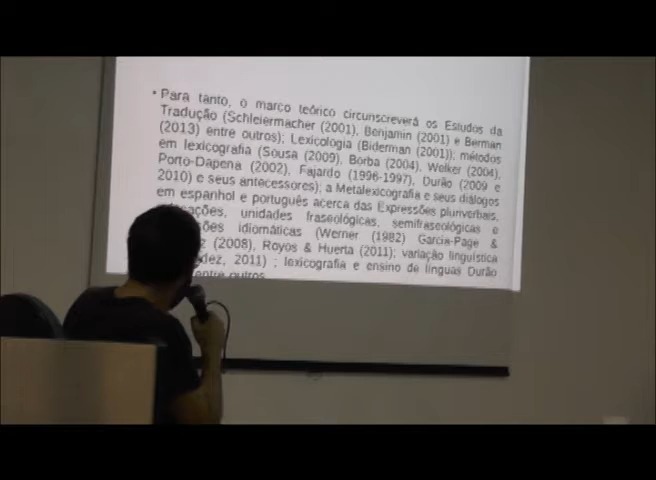 • Para tanto, o marco teórico circunscreverá os Estudos da
Tradução (Schleiermacher (2001), Benjamin (2001) e Berman
(2013) entre outros); Lexicologia (Biderman (2001)); métodos
em lexicografia (Sousa (2009), Borba (2004), Welker (2004),
Porto-Dapena (2002), Fajardo (1996-1997), Durão (2009 e
2010) e seus antecessores); a Metalexicografia e seus diálogos
em espanhol e português acerca das Expressões pluriverbais,
unidades fraseológicas, semifraseológicas e
idiomáticas (Werner (1982) García-Page &
(2008), Royos & Huerta (2011); variação linguística
2011) ; lexicografia e ensino de línguas Durão
entre outros